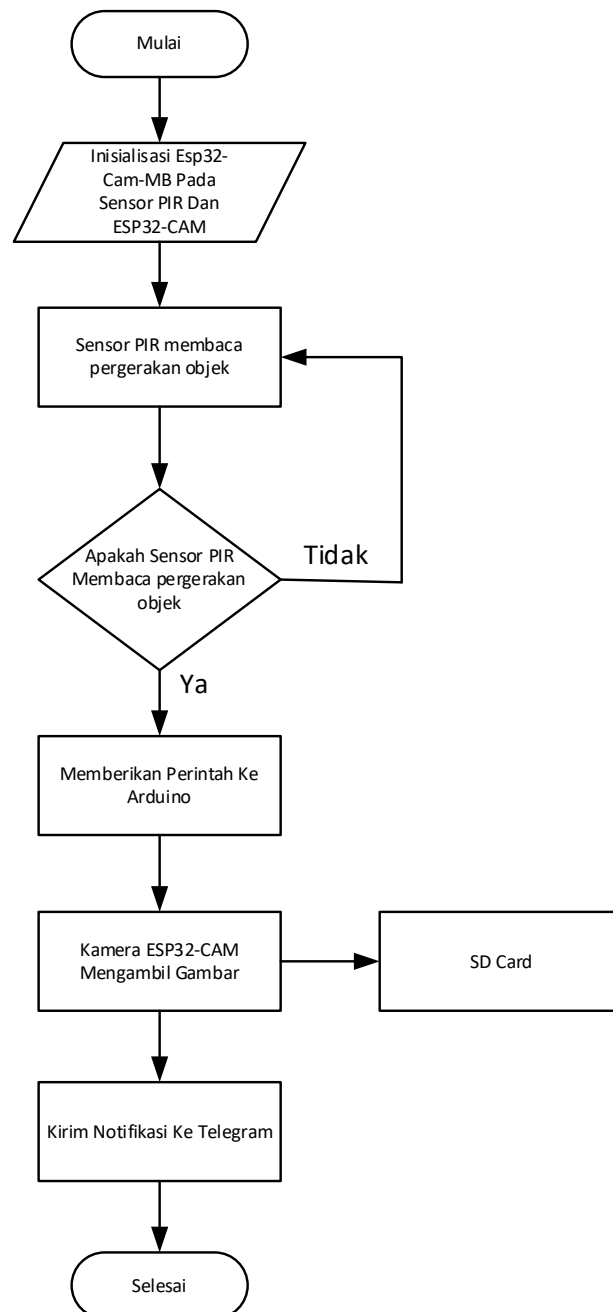 Mulai
Inisialisasi Esp32-
Cam-MB Pada
Sensor PIR Dan
ESP32-CAM
Sensor PIR membaca
pergerakan objek
Apakah Sensor PIR
Membaca pergerakan
objek
Tidak
Ya
Memberikan Perintah Ke
Arduino
Kamera ESP32-CAM
Mengambil Gambar
SD Card
Kirim Notifikasi Ke Telegram
Selesai